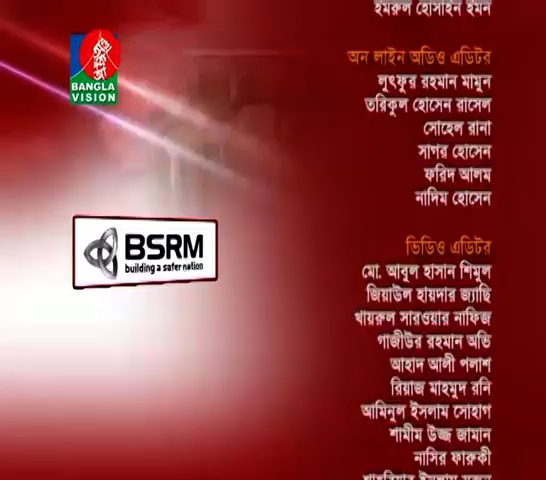 ইমরুল হোসাইন ইমন
অন লাইন অডিও এডিটর
লুৎফুর রহমান মামুন
তরিকুল হোসেন রাসেল
সোহেল রানা
সাগর হোসেন
ফরিদ আলম
নাদিম হোসেন
BANGLA
VISION
BSRM
building a safer nation
ভিডিও এডিটর
মো. আবুল হাসান শিমুল
জিয়াউল হায়দার জ্যাছি
খায়রুল সারওয়ার নাফিজ
গাজীউর রহমান অভি
আহাদ আলী পলাশ
রিয়াজ মাহমুদ রনি
আমিনুল ইসলাম সোহাগ
শামীম উজ্জ জামান
নাসির ফারুকী